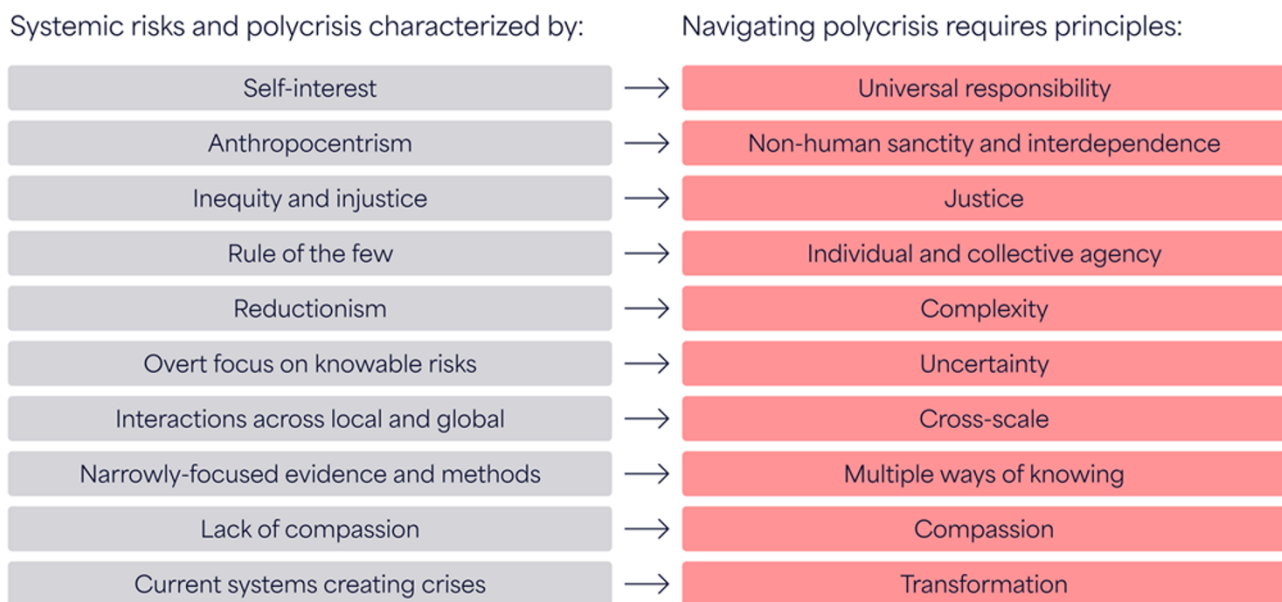 Systemic risks and polycrisis characterized by:
Navigating polycrisis requires principles:
Self-interest → Universal responsibility
Anthropocentrism → Non-human sanctity and interdependence
Inequity and injustice → Justice
Rule of the few → Individual and collective agency
Reductionism → Complexity
Overt focus on knowable risks → Uncertainty
Interactions across local and global → Cross-scale
Narrowly-focused evidence and methods → Multiple ways of knowing
Lack of compassion → Compassion
Current systems creating crises → Transformation